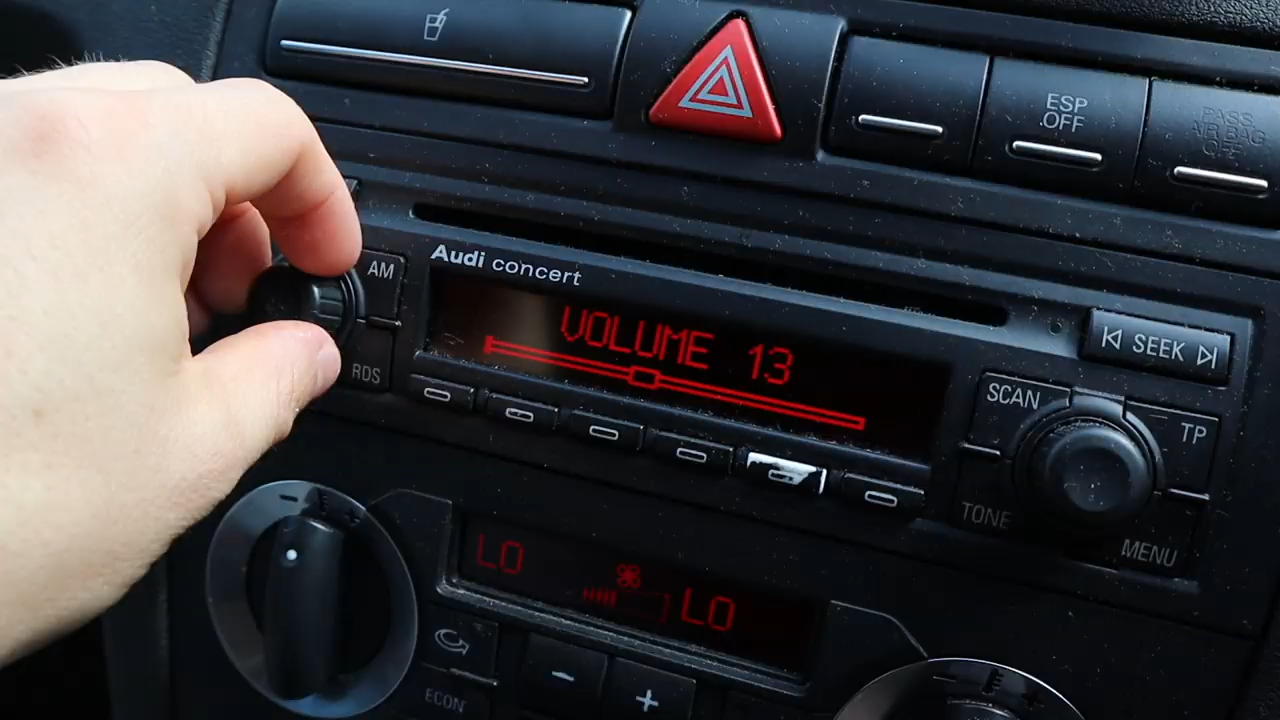 ESP
OFF
PASS
AIR BAG
OFF
Audi concert
AM
RDS
VOLUME 13
SEEK
SCAN
TP
TONE
MENU
LO
LO
ECON